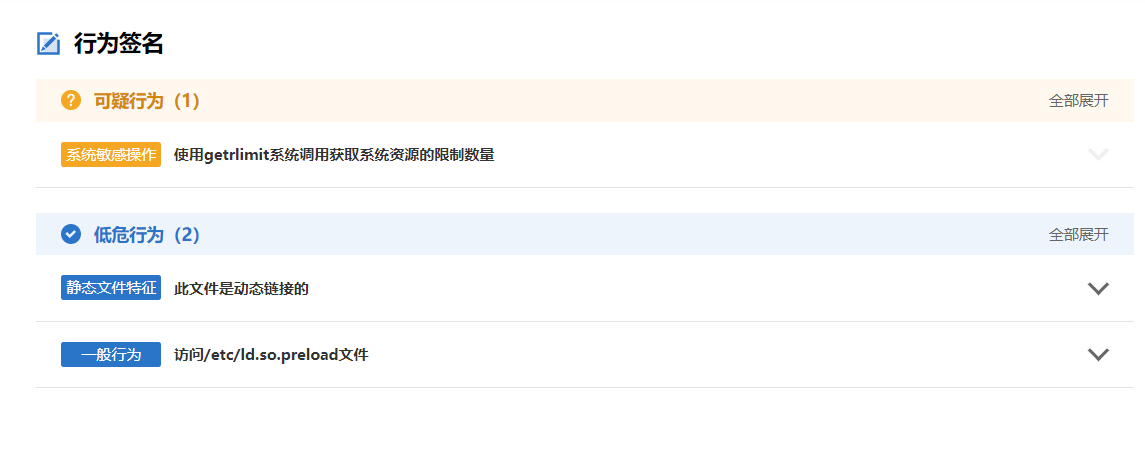 行为签名
可疑行为（1） 全部展开
系统敏感操作 使用getrlimit系统调用获取系统资源的限制数量
低危行为（2） 全部展开
静态文件特征 此文件是动态链接的
一般行为 访问/etc/ld.so.preload文件